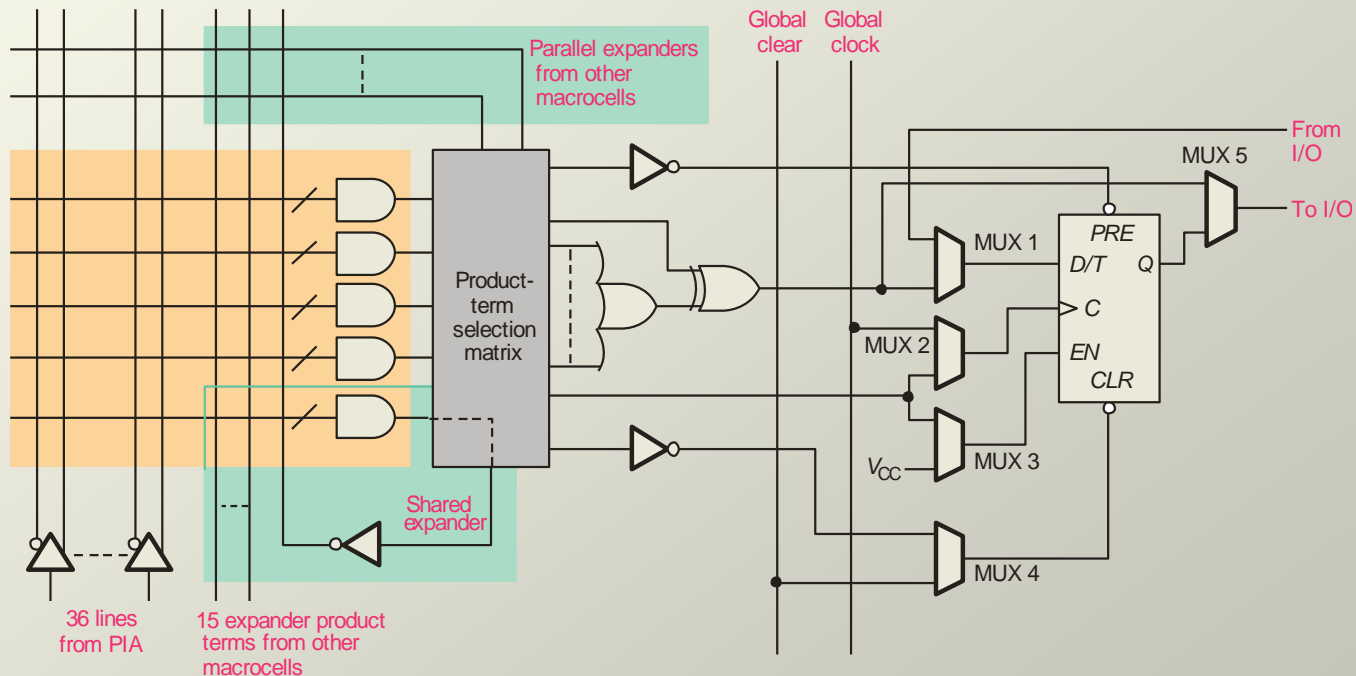 Global
clear
Global
clock
Parallel expanders
from other
macrocells
From
I/O
MUX 5
To I/O
PRE
MUX 1
D/T
Q
Product-
term
selection
matrix
C
MUX 2
EN
CLR
MUX 3
VCC
Shared
expander
MUX 4
36 lines
from PIA
15 expander product
terms from other
macrocells